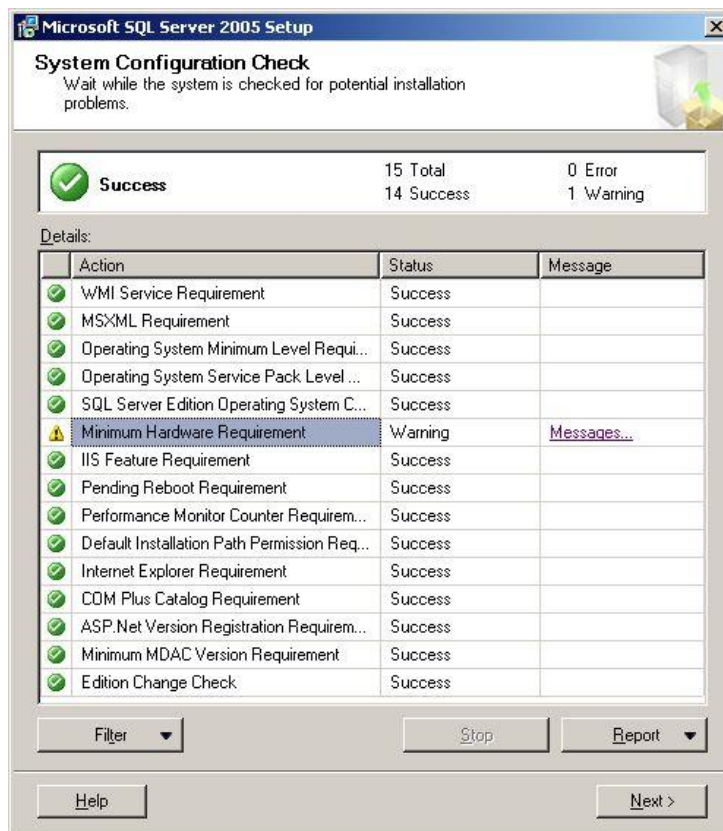 Microsoft SQL Server 2005 Setup
System Configuration Check
Wait while the system is checked for potential installation
problems.
Success
15 Total
0 Error
14 Success
1 Warning
Details:
Action Status Message
WMI Service Requirement Success
MSXML Requirement Success
Operating System Minimum Level Requi... Success
Operating System Service Pack Level ... Success
SQL Server Edition Operating System C... Success
Minimum Hardware Requirement Warning Messages...
IIS Feature Requirement Success
Pending Reboot Requirement Success
Performance Monitor Counter Requirem... Success
Default Installation Path Permission Req... Success
Internet Explorer Requirement Success
COM Plus Catalog Requirement Success
ASP.Net Version Registration Requirem... Success
Minimum MDAC Version Requirement Success
Edition Change Check Success
Filter Stop Report
Help Next >